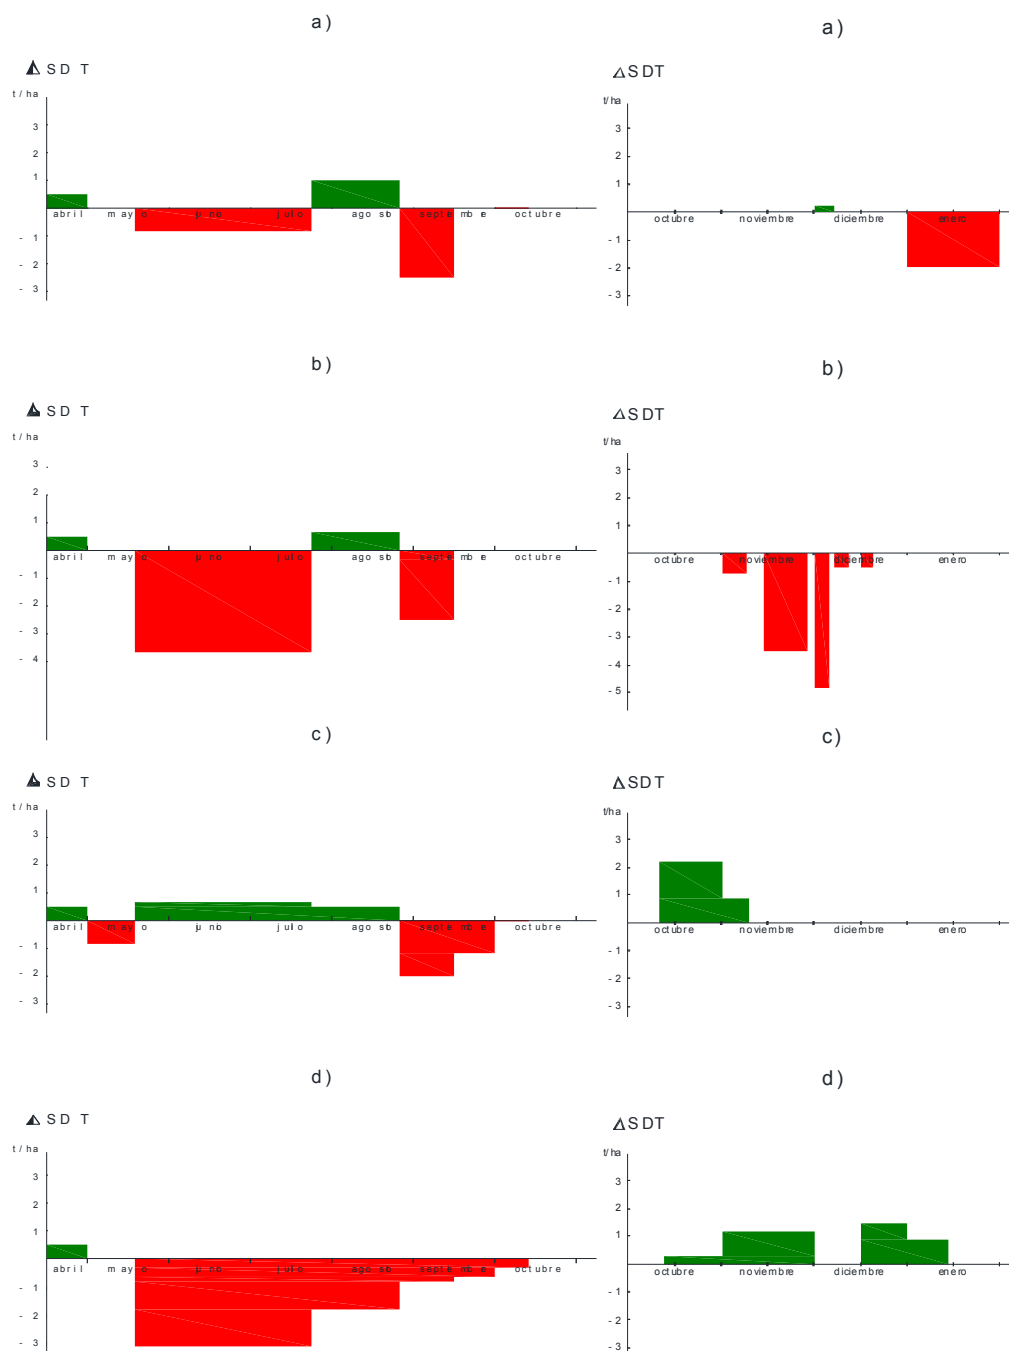 a)
Δ SDT
t/ha
3
2
1
abril mayo junio julio agosto septiembre octubre
-1
-2
-3
a)
ΔSDT
t/ha
3
2
1
octubre noviembre diciembre enero
-1
-2
-3
b)
Δ SDT
t/ha
3
2
1
abril mayo junio julio agosto septiembre octubre
-1
-2
-3
-4
b)
ΔSDT
t/ha
3
2
1
octubre noviembre diciembre enero
-1
-2
-3
-4
-5
c)
Δ SDT
t/ha
3
2
1
abril mayo junio julio agosto septiembre octubre
-1
-2
-3
c)
ΔSDT
t/ha
3
2
1
octubre noviembre diciembre enero
-1
-2
-3
d)
Δ SDT
t/ha
3
2
1
abril mayo junio julio agosto septiembre octubre
-1
-2
-3
d)
ΔSDT
t/ha
3
2
1
octubre noviembre diciembre enero
-1
-2
-3